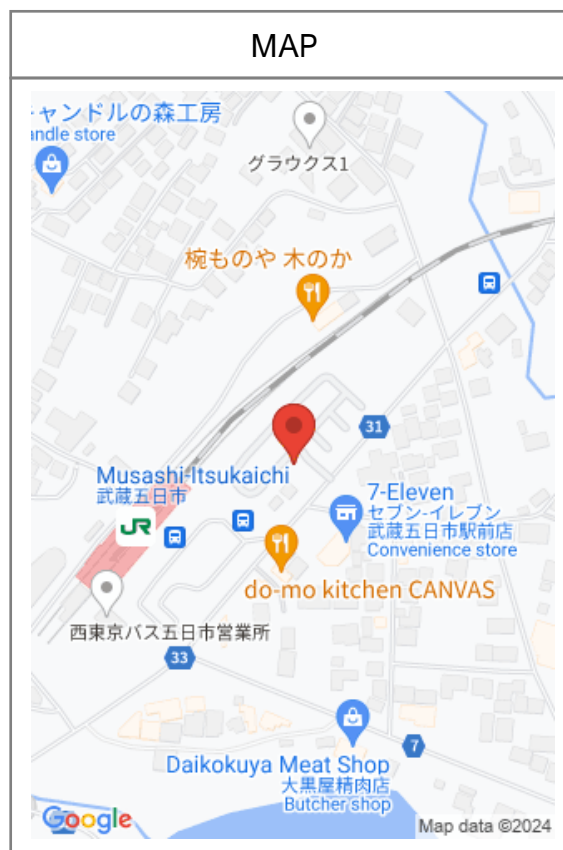 MAP
ャンドルの森工房
andle store
グラウクス1
椀ものや 木のか
31
Musashi-Itsukaichi
武蔵五日市
JR
7-Eleven
セブン-イレブン
武蔵五日市駅前店
Convenience store
do-mo kitchen CANVAS
西東京バス五日市営業所
33
7
Daikokuya Meat Shop
大黒屋精肉店
Butcher shop
Google
Map data ©2024